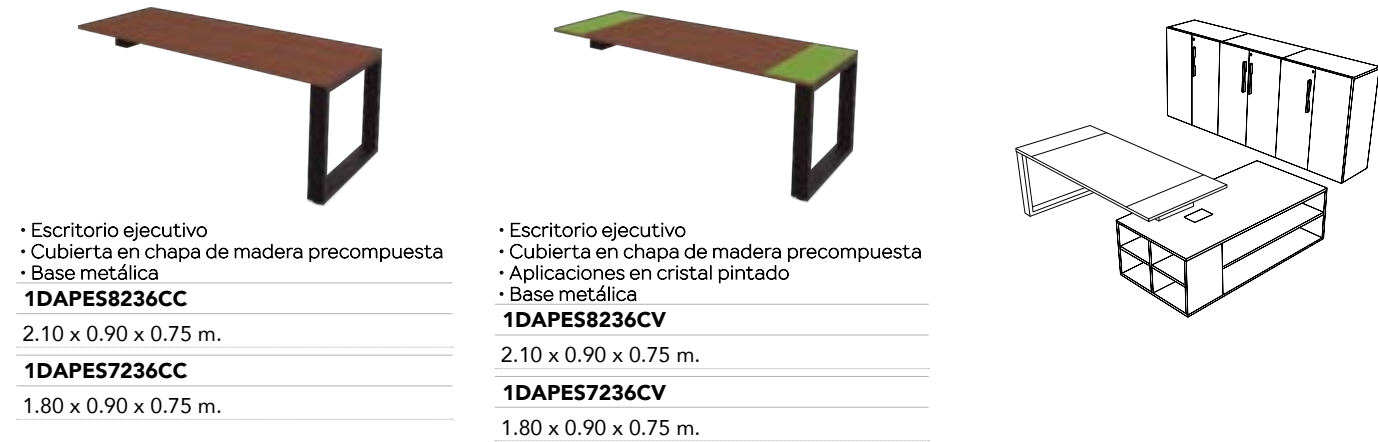 • Escritorio ejecutivo
• Cubierta en chapa de madera precompuesta
• Base metálica
1DAPES8236CC
2.10 x 0.90 x 0.75 m.
1DAPES7236CC
1.80 x 0.90 x 0.75 m.
• Escritorio ejecutivo
• Cubierta en chapa de madera precompuesta
• Aplicaciones en cristal pintado
• Base metálica
1DAPES8236CV
2.10 x 0.90 x 0.75 m.
1DAPES7236CV
1.80 x 0.90 x 0.75 m.